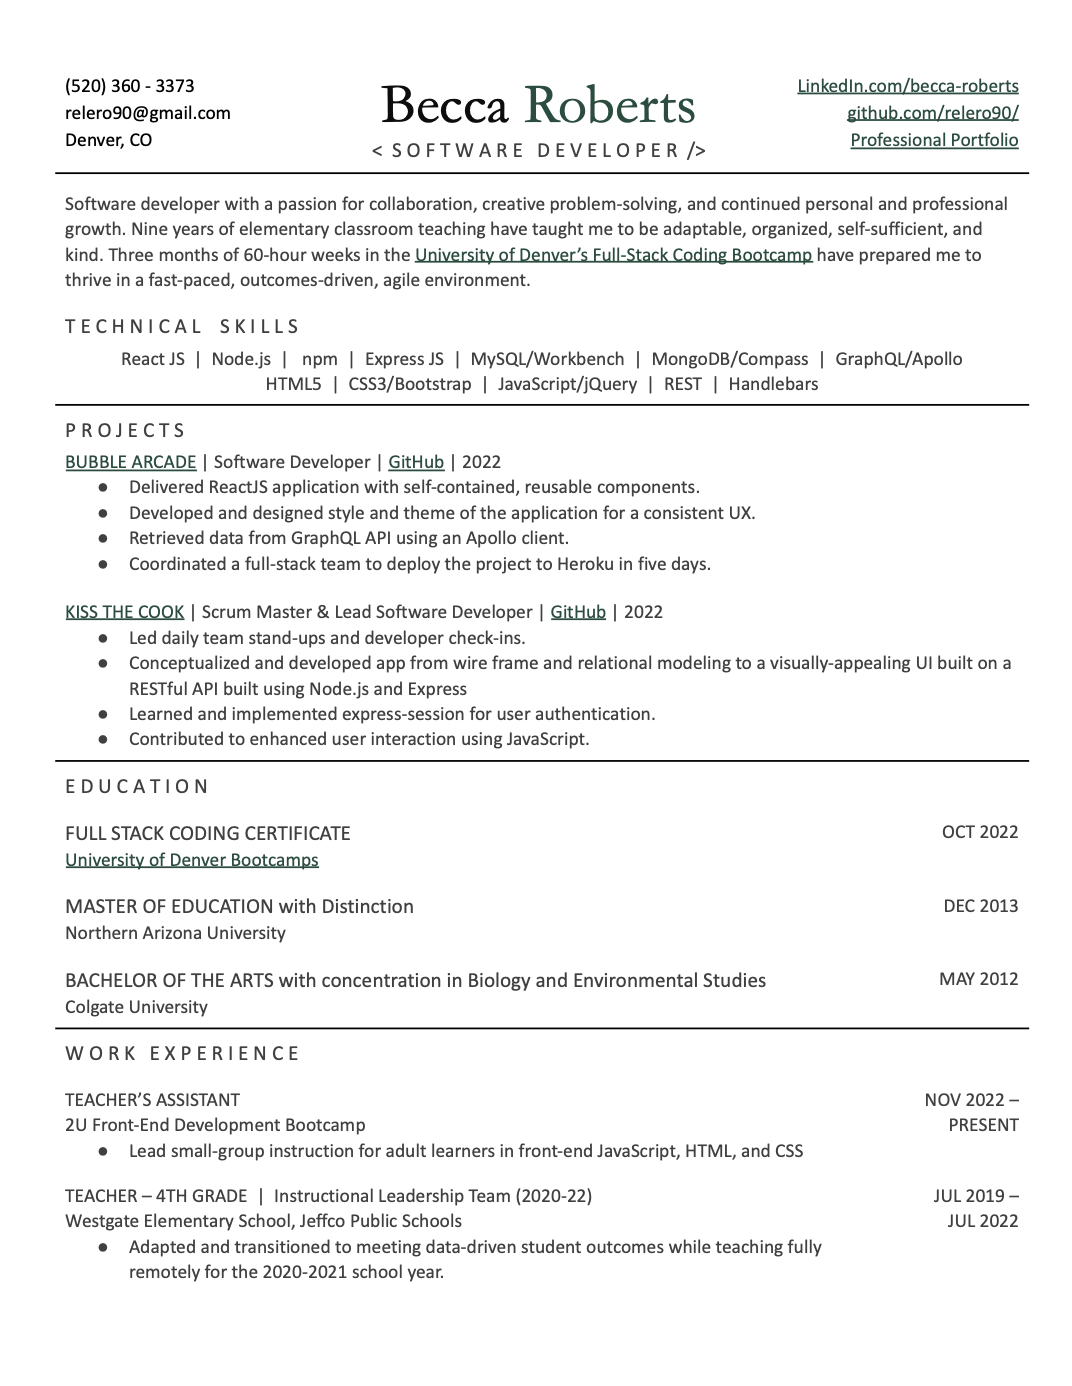 (520) 360 - 3373
relero90@gmail.com
Denver, CO
Becca Roberts
< SOFTWARE DEVELOPER />
LinkedIn.com/becca-roberts
github.com/relero90/
Professional Portfolio
Software developer with a passion for collaboration, creative problem-solving, and continued personal and professional
growth. Nine years of elementary classroom teaching have taught me to be adaptable, organized, self-sufficient, and
kind. Three months of 60-hour weeks in the University of Denver’s Full-Stack Coding Bootcamp have prepared me to
thrive in a fast-paced, outcomes-driven, agile environment.
TECHNICAL SKILLS
React JS | Node.js | npm | Express JS | MySQL/Workbench | MongoDB/Compass | GraphQL/Apollo
HTML5 | CSS3/Bootstrap | JavaScript/jQuery | REST | Handlebars
PROJECTS
BUBBLE ARCADE | Software Developer | GitHub | 2022
● Delivered ReactJS application with self-contained, reusable components.
● Developed and designed style and theme of the application for a consistent UX.
● Retrieved data from GraphQL API using an Apollo client.
● Coordinated a full-stack team to deploy the project to Heroku in five days.
KISS THE COOK | Scrum Master & Lead Software Developer | GitHub | 2022
● Led daily team stand-ups and developer check-ins.
● Conceptualized and developed app from wire frame and relational modeling to a visually-appealing UI built on a
RESTful API built using Node.js and Express
● Learned and implemented express-session for user authentication.
● Contributed to enhanced user interaction using JavaScript.
EDUCATION
FULL STACK CODING CERTIFICATE OCT 2022
University of Denver Bootcamps
MASTER OF EDUCATION with Distinction DEC 2013
Northern Arizona University
BACHELOR OF THE ARTS with concentration in Biology and Environmental Studies MAY 2012
Colgate University
WORK EXPERIENCE
TEACHER’S ASSISTANT NOV 2022 –
2U Front-End Development Bootcamp PRESENT
● Lead small-group instruction for adult learners in front-end JavaScript, HTML, and CSS
TEACHER – 4TH GRADE | Instructional Leadership Team (2020-22) JUL 2019 –
Westgate Elementary School, Jeffco Public Schools JUL 2022
● Adapted and transitioned to meeting data-driven student outcomes while teaching fully
remotely for the 2020-2021 school year.